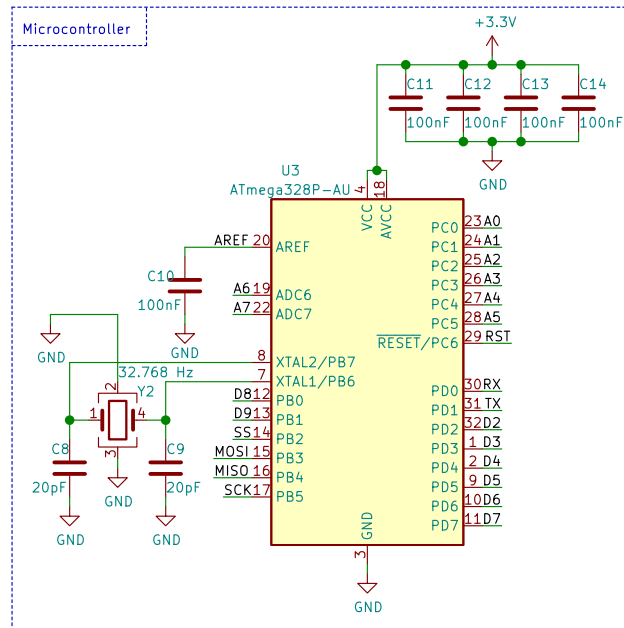 Microcontroller
+3.3V
C11
C12
C13
C14
100nF
100nF
100nF
100nF
GND
U3
ATmega328P-AU
4
18
VCC
AVCC
AREF 20 AREF
C10
100nF
GND
A6 19 ADC6
A7 22 ADC7
GND
8 XTAL2/PB7
7 XTAL1/PB6
32.768 Hz
Y2
2
1
4
3
GND
C8
20pF
GND
C9
20pF
GND
D8 12 PB0
D9 13 PB1
SS 14 PB2
MOSI 15 PB3
MISO 16 PB4
SCK 17 PB5
PC0 23 A0
PC1 24 A1
PC2 25 A2
PC3 26 A3
PC4 27 A4
PC5 28 A5
RESET/PC6 29 RST
PD0 30 RX
PD1 31 TX
PD2 32 D2
PD3 1 D3
PD4 2 D4
PD5 9 D5
PD6 10 D6
PD7 11 D7
GND
3
GND